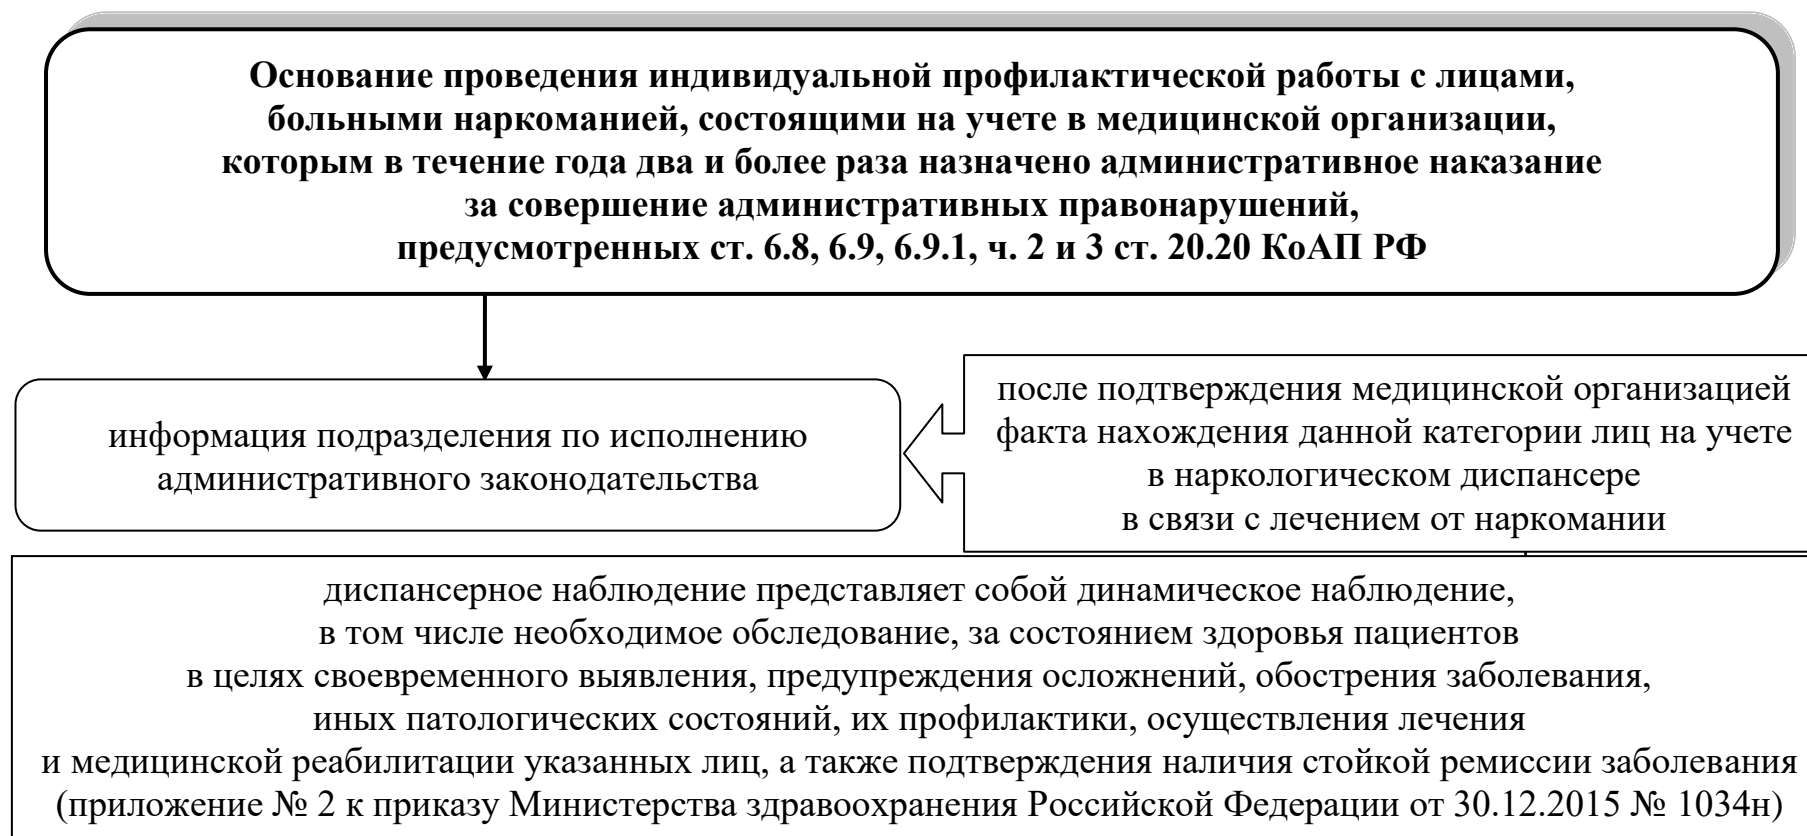 Основание проведения индивидуальной профилактической работы с лицами,
больными наркоманией, состоящими на учете в медицинской организации,
которым в течение года два и более раза назначено административное наказание
за совершение административных правонарушений,
предусмотренных ст. 6.8, 6.9, 6.9.1, ч. 2 и 3 ст. 20.20 КоАП РФ
информация подразделения по исполнению
административного законодательства
после подтверждения медицинской организацией
факта нахождения данной категории лиц на учете
в наркологическом диспансере
в связи с лечением от наркомании
диспансерное наблюдение представляет собой динамическое наблюдение,
в том числе необходимое обследование, за состоянием здоровья пациентов
в целях своевременного выявления, предупреждения осложнений, обострения заболевания,
иных патологических состояний, их профилактики, осуществления лечения
и медицинской реабилитации указанных лиц, а также подтверждения наличия стойкой ремиссии заболевания
(приложение № 2 к приказу Министерства здравоохранения Российской Федерации от 30.12.2015 № 1034н)